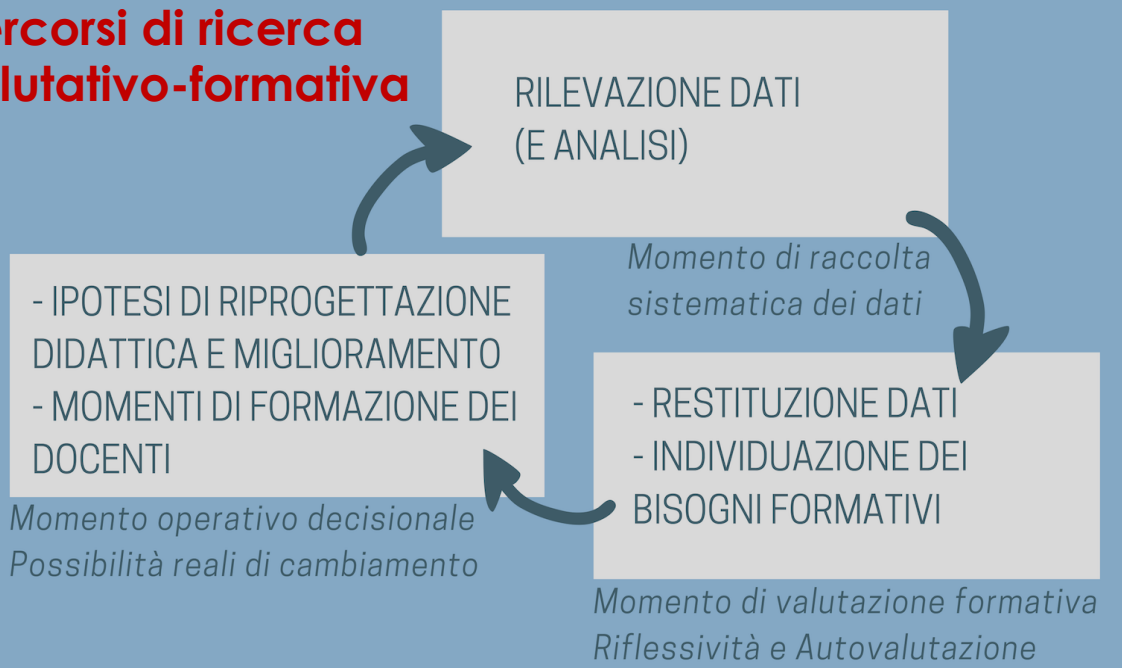 ercorsi di ricerca
lutativo-formativa
RILEVAZIONE DATI
(E ANALISI)
Momento di raccolta
sistematica dei dati
- IPOTESI DI RIPROGETTAZIONE
DIDATTICA E MIGLIORAMENTO
- MOMENTI DI FORMAZIONE DEI
DOCENTI
Momento operativo decisionale
Possibilità reali di cambiamento
- RESTITUZIONE DATI
- INDIVIDUAZIONE DEI
BISOGNI FORMATIVI
Momento di valutazione formativa
Riflessività e Autovalutazione